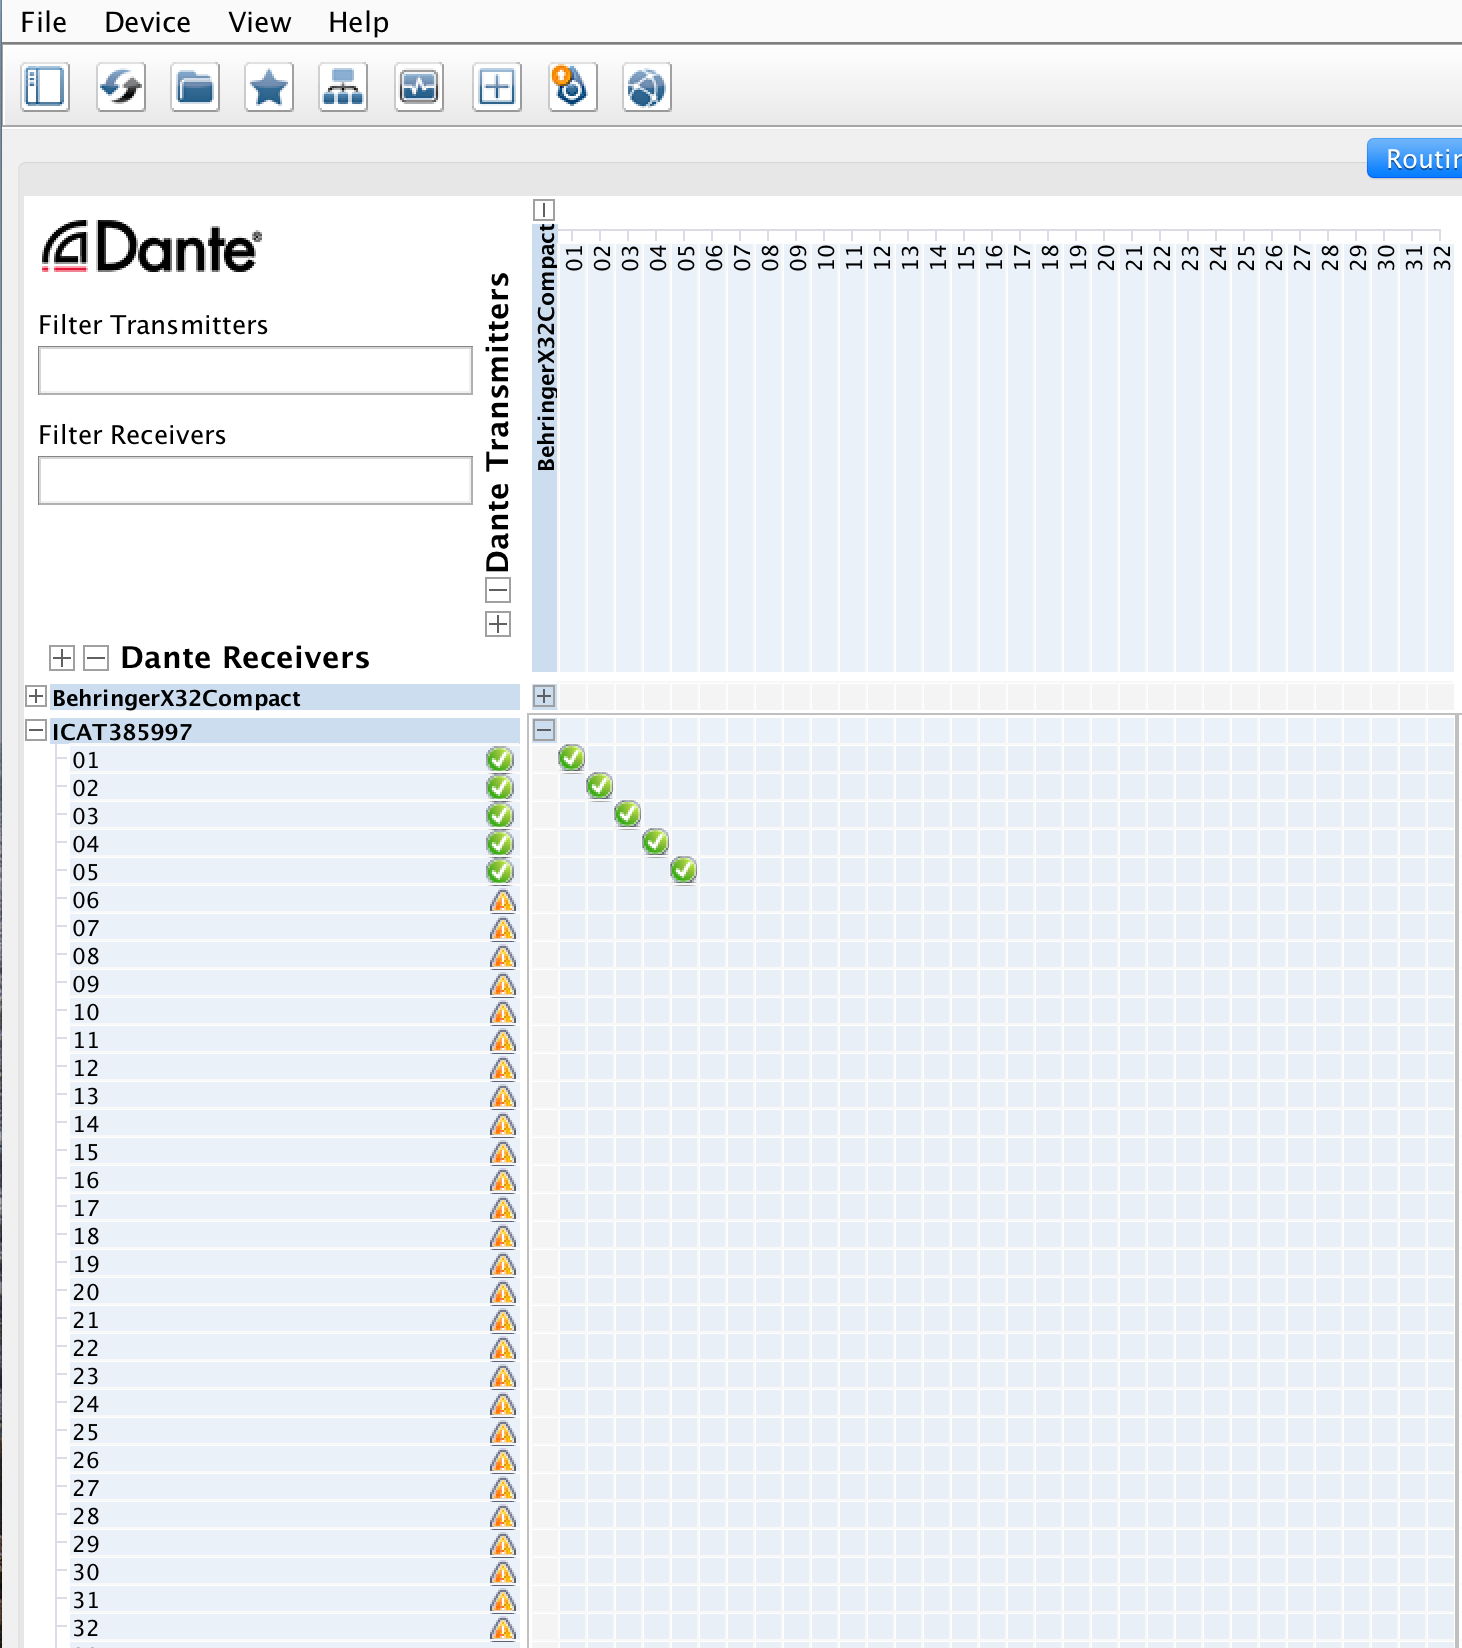 File Device View Help
Routin
Dante®
Filter Transmitters
Filter Receivers
Dante Transmitters
BehringerX32Compact
01 02 03 04 05 06 07 08 09 10 11 12 13 14 15 16 17 18 19 20 21 22 23 24 25 26 27 28 29 30 31 32
Dante Receivers
BehringerX32Compact
ICAT385997
01
02
03
04
05
06
07
08
09
10
11
12
13
14
15
16
17
18
19
20
21
22
23
24
25
26
27
28
29
30
31
32